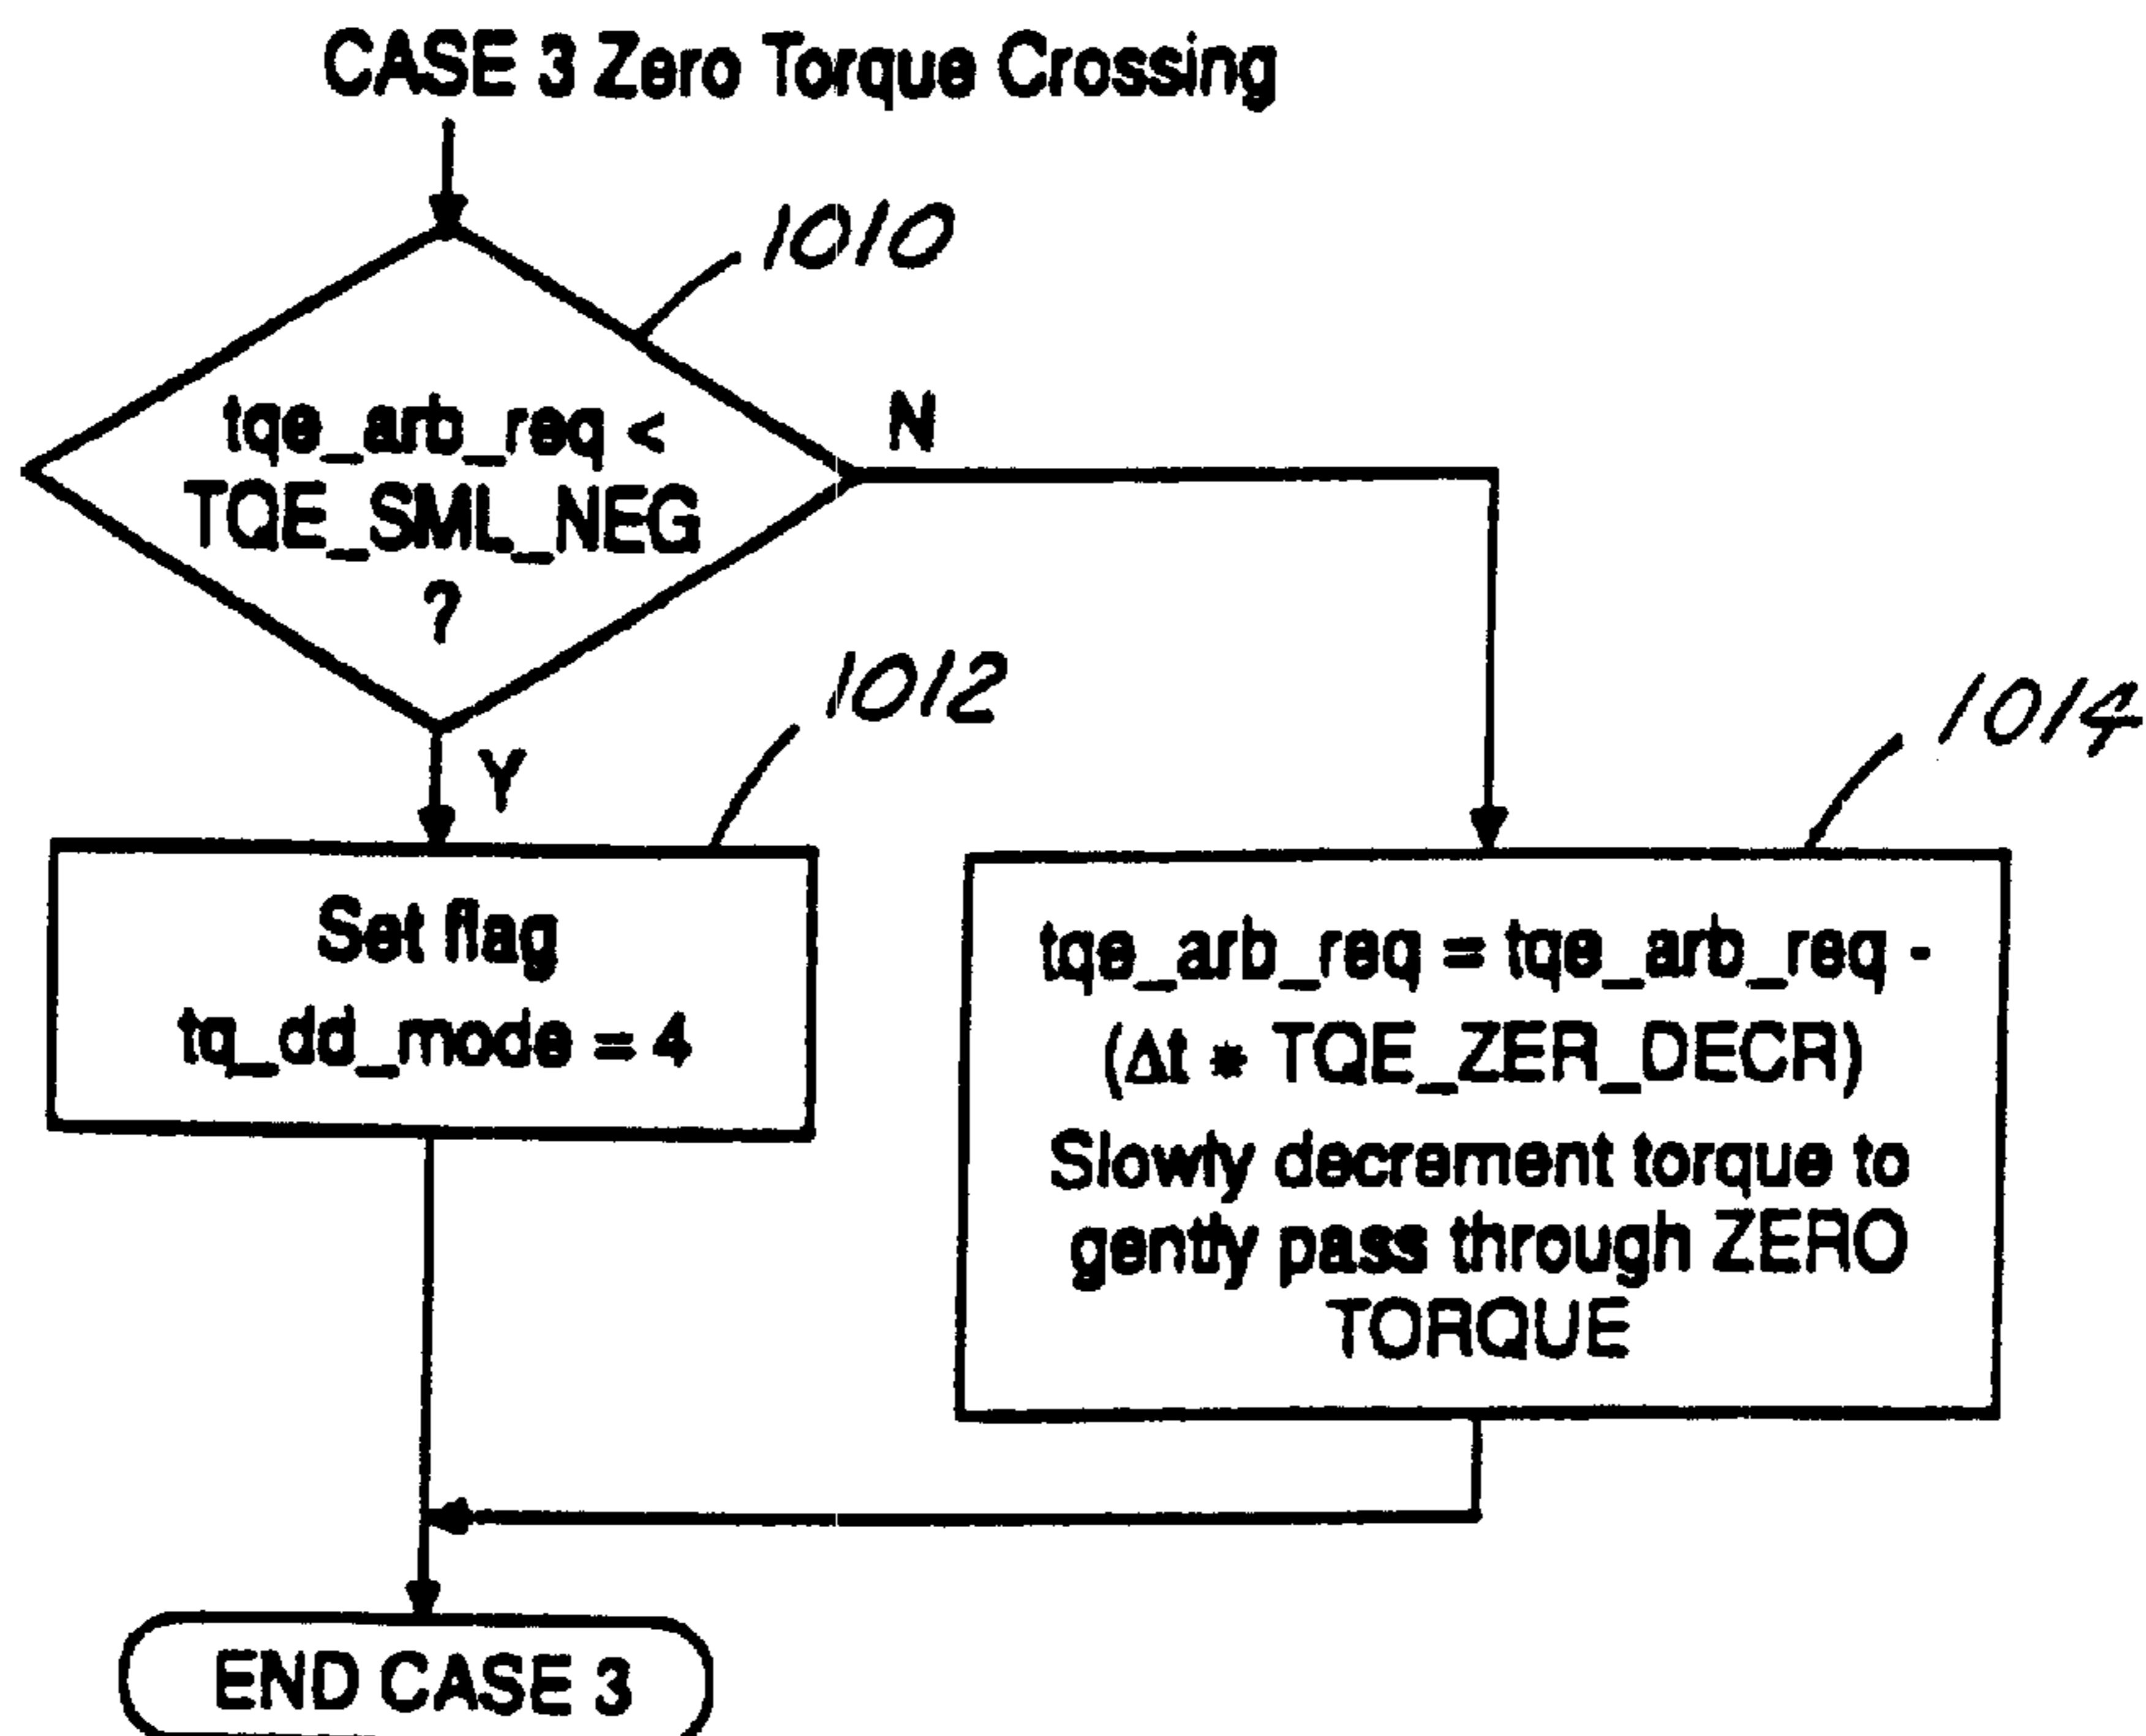 CASE 3 Zero Torque Crossing
1010
tqe_arb_req <
TQE_SML_NEG
?
N
Y
1012
Set flag
tq_dd_mode = 4
1014
tqe_arb_req = tqe_arb_req -
(Δt * TQE_ZER_DECR)
Slowly decrement torque to
gently pass through ZERO
TORQUE
END CASE 3